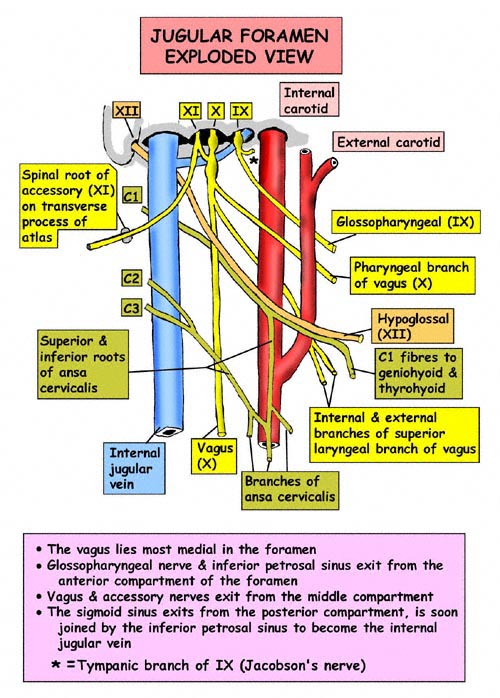 JUGULAR FORAMEN
EXPLODED VIEW
Internal
carotid
XII
XI
X
IX
External carotid
*
Spinal root of
accessory (XI)
on transverse
process of
atlas
C1
Glossopharyngeal (IX)
Pharyngeal branch
of vagus (X)
C2
C3
Hypoglossal
(XII)
Superior &
inferior roots
of ansa
cervicalis
C1 fibres to
geniohyoid &
thyrohyoid
Internal & external
branches of superior
laryngeal branch of vagus
Internal
jugular
vein
Vagus
(X)
Branches of
ansa cervicalis
• The vagus lies most medial in the foramen
• Glossopharyngeal nerve & inferior petrosal sinus exit from the
anterior compartment of the foramen
• Vagus & accessory nerves exit from the middle compartment
• The sigmoid sinus exits from the posterior compartment, is soon
joined by the inferior petrosal sinus to become the internal
jugular vein
* =Tympanic branch of IX (Jacobson's nerve)